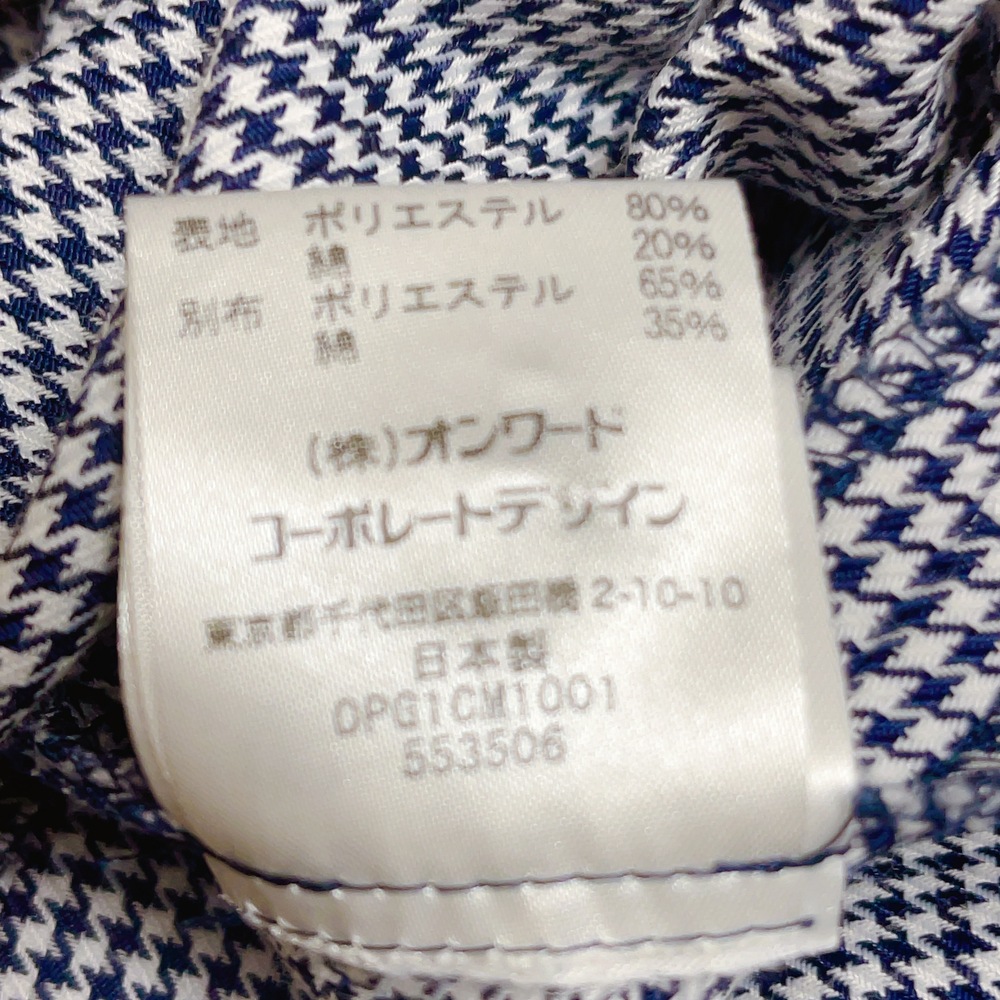 表地 ポリエステル 80%
綿 20%
別布 ポリエステル 65%
綿 35%
(株)オンワード
コーポレートデザイン
東京都千代田区飯田橋2-10-10
日本製
OPG1CM1001
553506